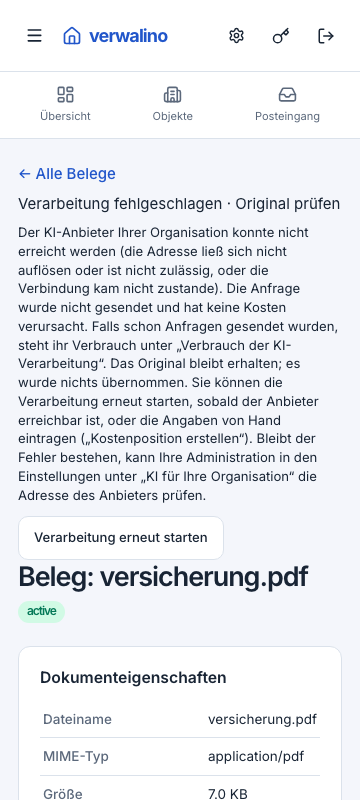 verwalino
Übersicht Objekte Posteingang
← Alle Belege
Verarbeitung fehlgeschlagen · Original prüfen
Der KI-Anbieter Ihrer Organisation konnte nicht
erreicht werden (die Adresse ließ sich nicht
auflösen oder ist nicht zulässig, oder die
Verbindung kam nicht zustande). Die Anfrage
wurde nicht gesendet und hat keine Kosten
verursacht. Falls schon Anfragen gesendet wurden,
steht ihr Verbrauch unter „Verbrauch der KI-
Verarbeitung“. Das Original bleibt erhalten; es
wurde nichts übernommen. Sie können die
Verarbeitung erneut starten, sobald der Anbieter
erreichbar ist, oder die Angaben von Hand
eintragen („Kostenposition erstellen“). Bleibt der
Fehler bestehen, kann Ihre Administration in den
Einstellungen unter „KI für Ihre Organisation“ die
Adresse des Anbieters prüfen.
Verarbeitung erneut starten
Beleg: versicherung.pdf
active
Dokumenteigenschaften
Dateiname versicherung.pdf
MIME-Typ application/pdf
Größe 7.0 KB